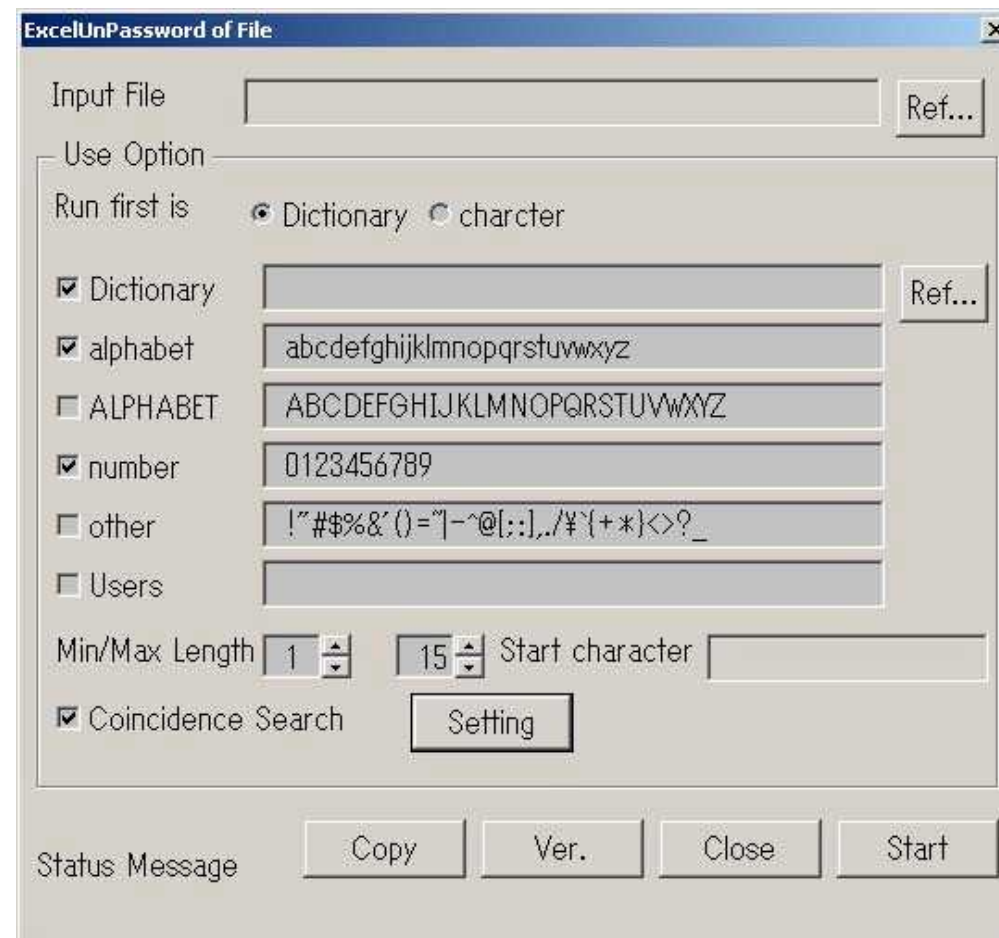 ExcelUnPassword of File
Input File Ref...
Use Option
Run first is Dictionary charcter
Dictionary Ref...
alphabet abcdefghijklmnopqrstuvwxyz
ALPHABET ABCDEFGHIJKLMNOPQRSTUVWXYZ
number 0123456789
other !"#$%&'()=~|-^@[;:],./¥`{+*}<>?_
Users
Min/Max Length 1 15 Start character
Coincidence Search Setting
Copy Ver. Close Start
Status Message